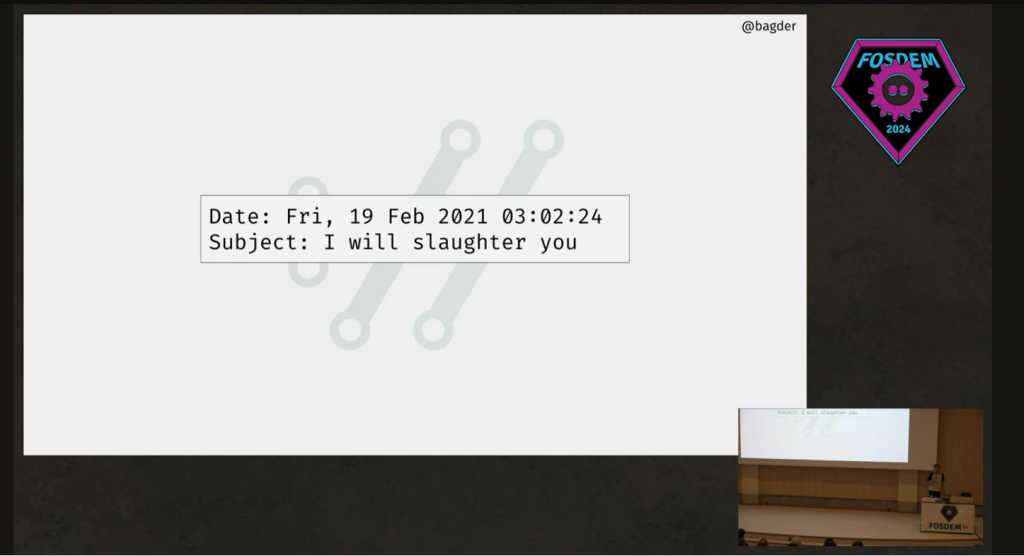 @bagder
FOSDEM
2024
Date: Fri, 19 Feb 2021 03:02:24
Subject: I will slaughter you
Subject: I will slaughter you
FOSDEM